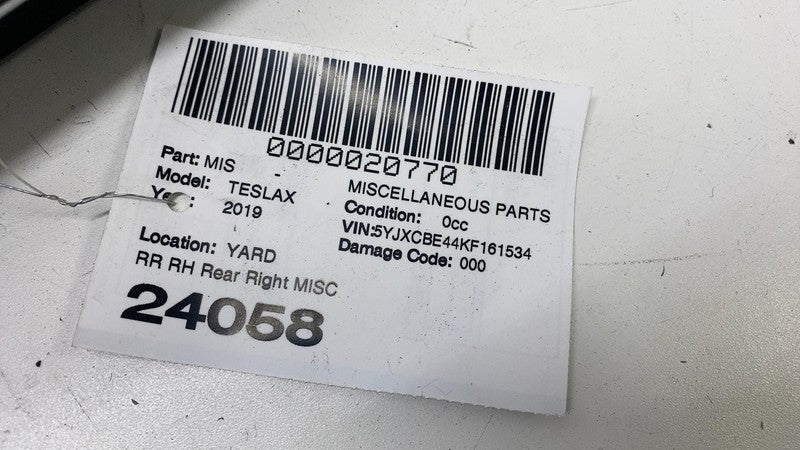 0000020770
Part: MIS - MISCELLANEOUS PARTS
Model: TESLAX Condition: 0cc
2019 VIN:5YJXCBE44KF161534
Location: YARD Damage Code: 000
RR RH Rear Right MISC
24058